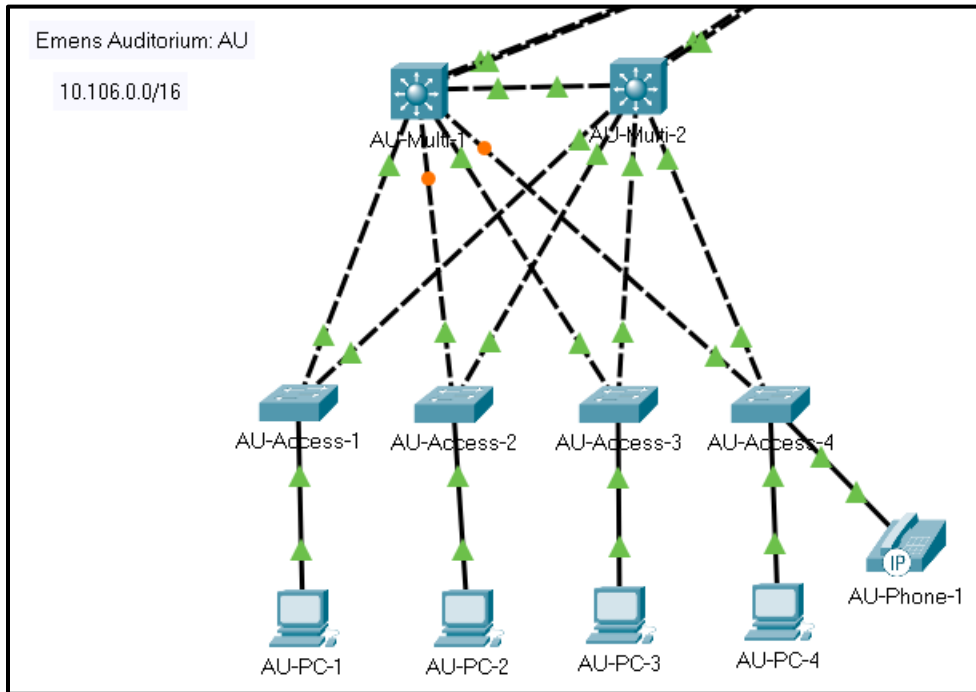 Emens Auditorium: AU
10.106.0.0/16
AU-Multi-1
AU-Multi-2
AU-Access-1
AU-Access-2
AU-Access-3
AU-Access-4
IP
AU-Phone-1
AU-PC-1
AU-PC-2
AU-PC-3
AU-PC-4